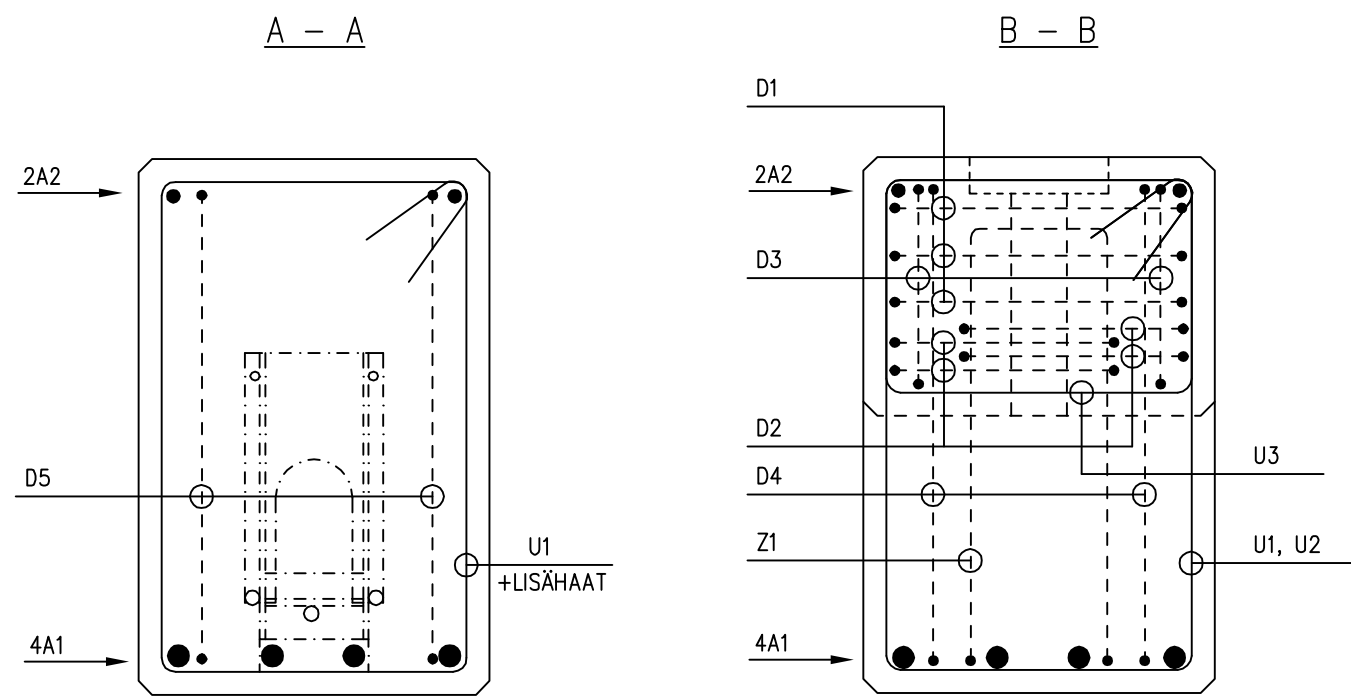 A – A
2A2
D5
U1
+LISÄHAAT
4A1
B – B
D1
2A2
D3
D2
U3
D4
Z1
U1, U2
4A1